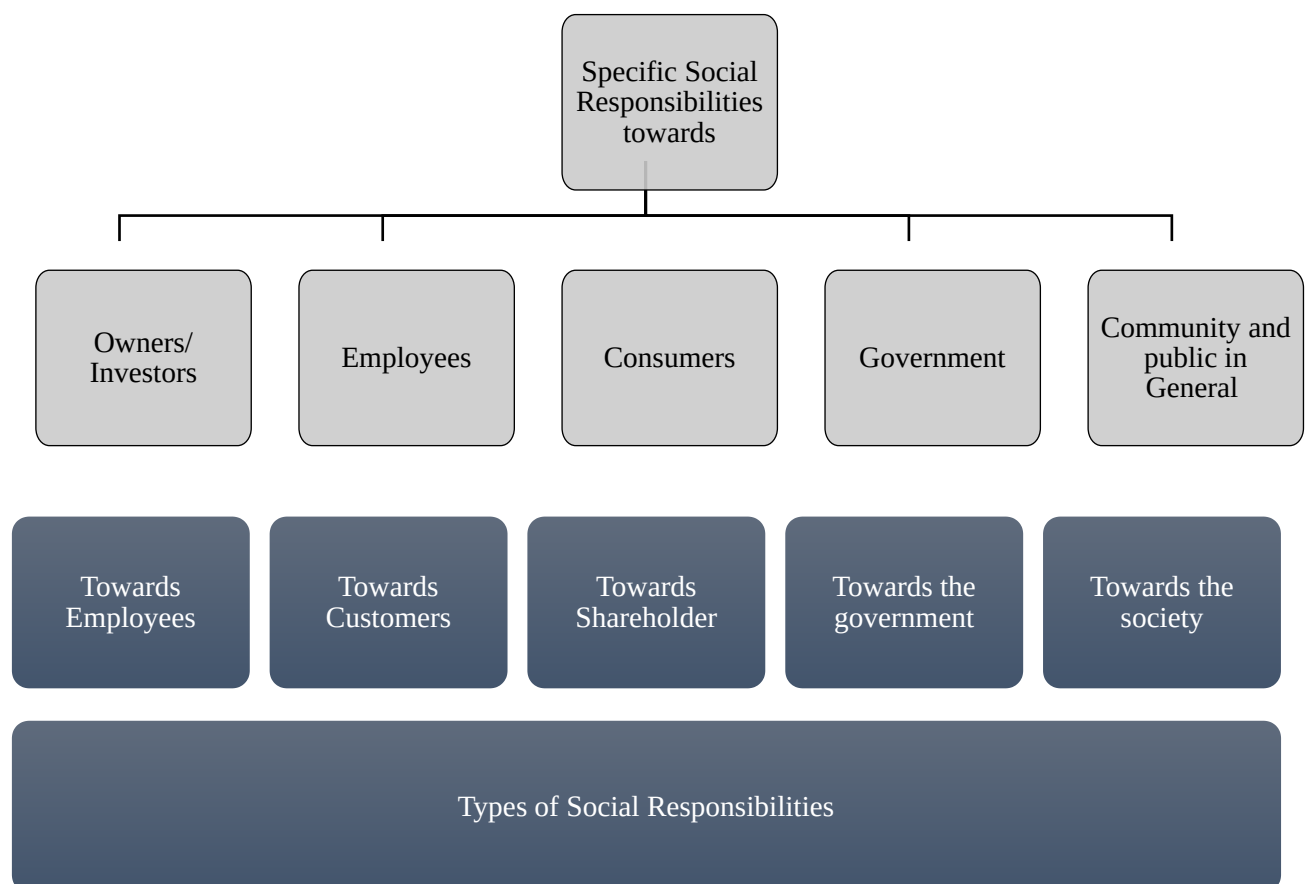 Specific Social
Responsibilities
towards
Owners/
Investors
Employees
Consumers
Government
Community and
public in
General
Towards
Employees
Towards
Customers
Towards
Shareholder
Towards the
government
Towards the
society
Types of Social Responsibilities